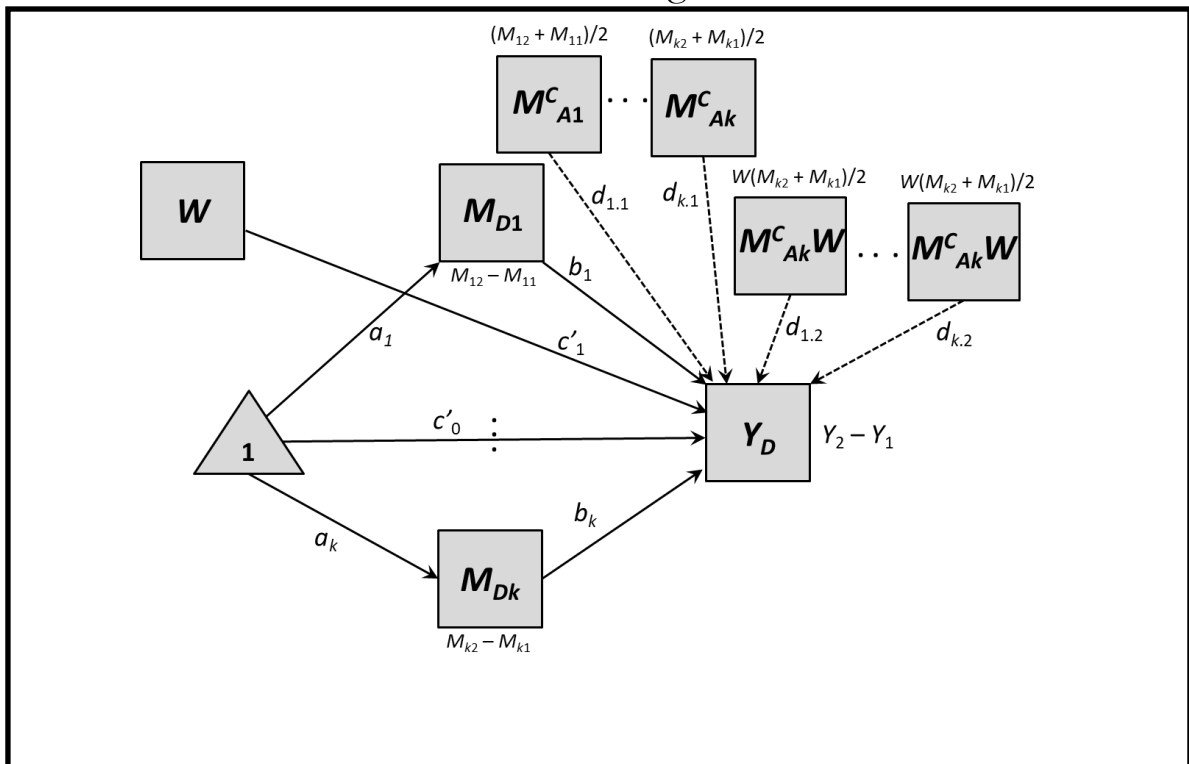 (M12 + M11)/2 (Mk2 + Mk1)/2
MCA1 . . . MCAk
W(Mk2 + Mk1)/2 W(Mk2 + Mk1)/2
W
MD1
d1.1
dk.1
MCAkW . . . MCAkW
M12 – M11
b1
a1
c'1
d1.2
dk.2
c'0
1
YD
Y2 – Y1
ak
bk
MDk
Mk2 – Mk1